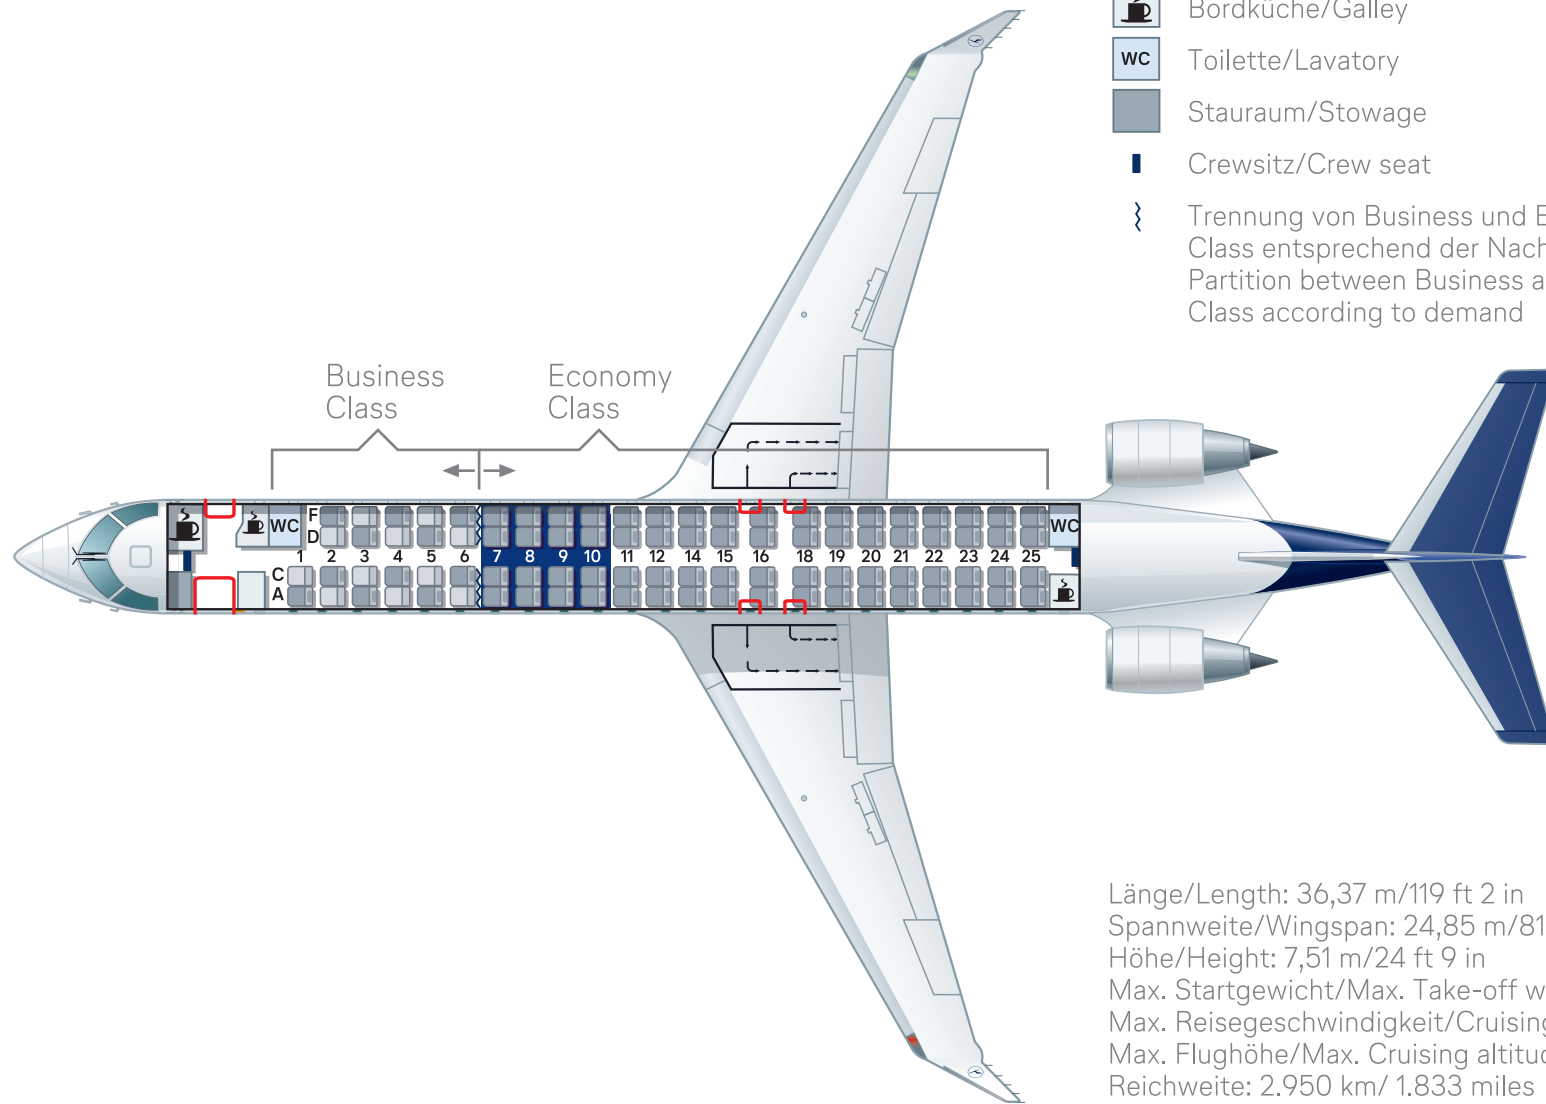 Bordküche/Galley
WC Toilette/Lavatory
Stauraum/Stowage
Crewsitz/Crew seat
Trennung von Business und E
Class entsprechend der Nach
Partition between Business a
Class according to demand
Business
Class
Economy
Class
WC
F
D
1 2 3 4 5 6 7 8 9 10 11 12 14 15 16 18 19 20 21 22 23 24 25
C
A
WC
Länge/Length: 36,37 m/119 ft 2 in
Spannweite/Wingspan: 24,85 m/81
Höhe/Height: 7,51 m/24 ft 9 in
Max. Startgewicht/Max. Take-off w
Max. Reisegeschwindigkeit/Cruising
Max. Flughöhe/Max. Cruising altitud
Reichweite: 2.950 km/ 1.833 miles